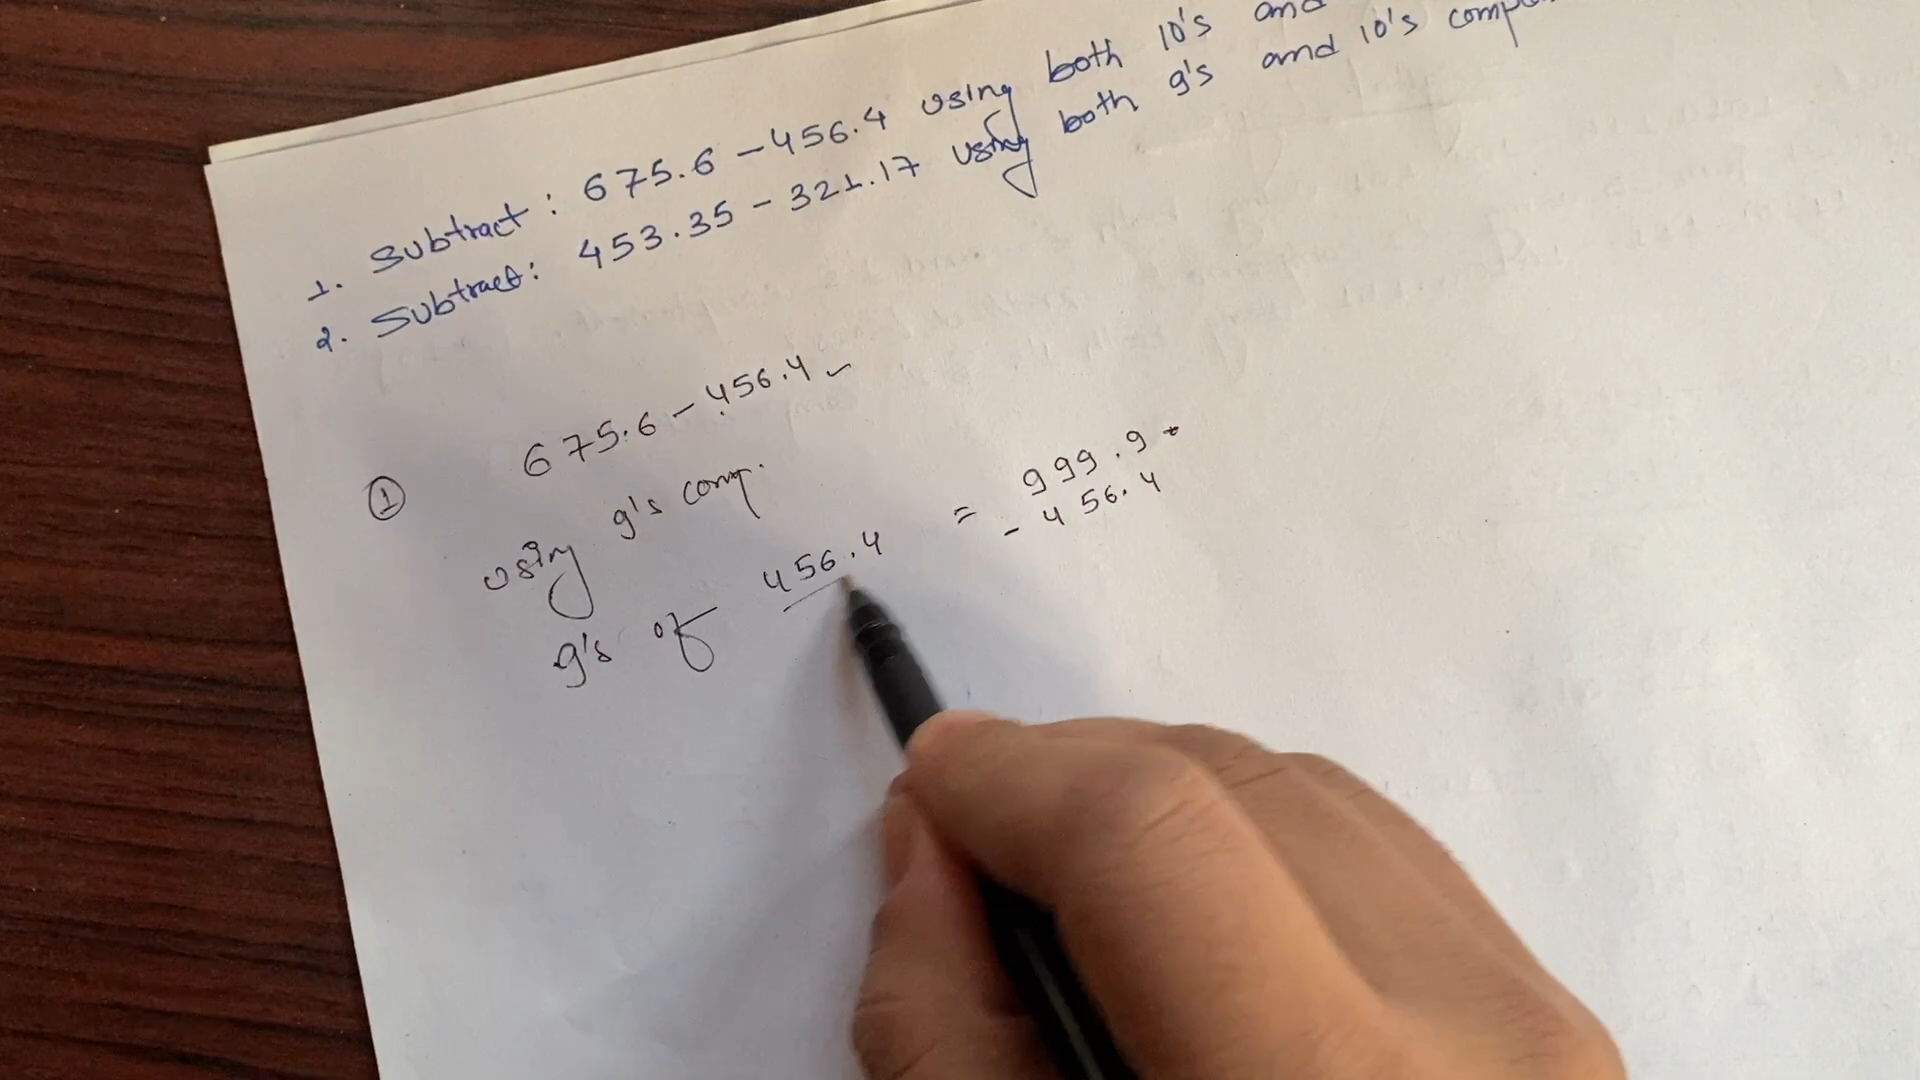 1. Subtract : 675.6 - 456.4 using both 10's and
2. Subtract : 453.35 - 321.17 using both 9's and 10's
① 675.6 - 456.4
using 9's comp.
9's of 456.4 = 999.9
- 456.4